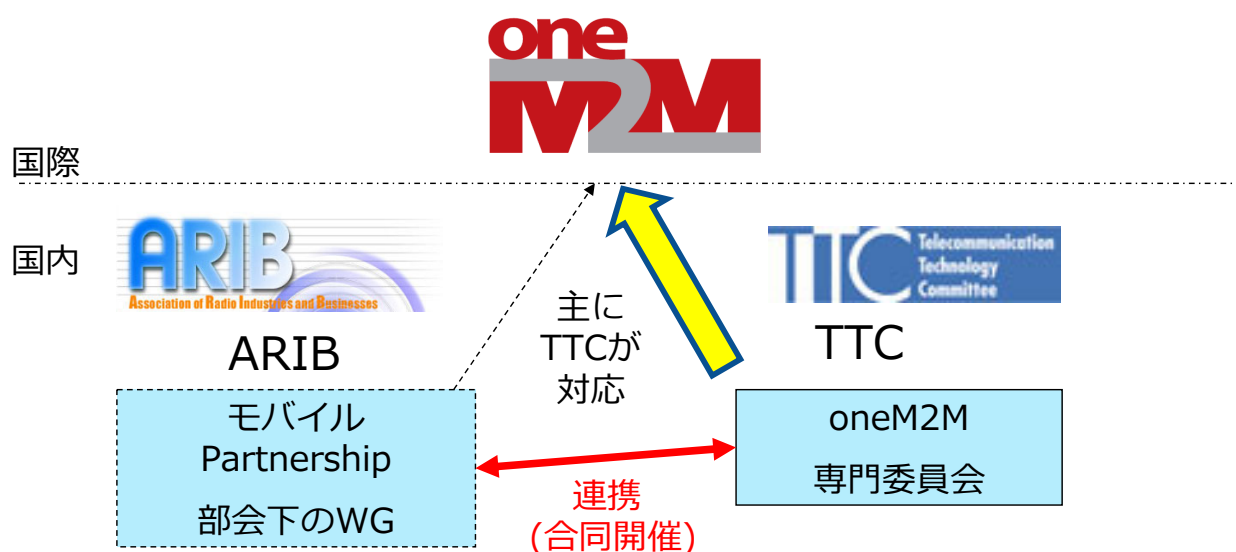 one
M2M
国際
国内
ARIB
Association of Radio Industries and Businesses
TTC
Telecommunication
Technology
Committee
ARIB
主に
TTCが
対応
TTC
モバイル
Partnership
部会下のWG
連携
(合同開催)
oneM2M
専門委員会